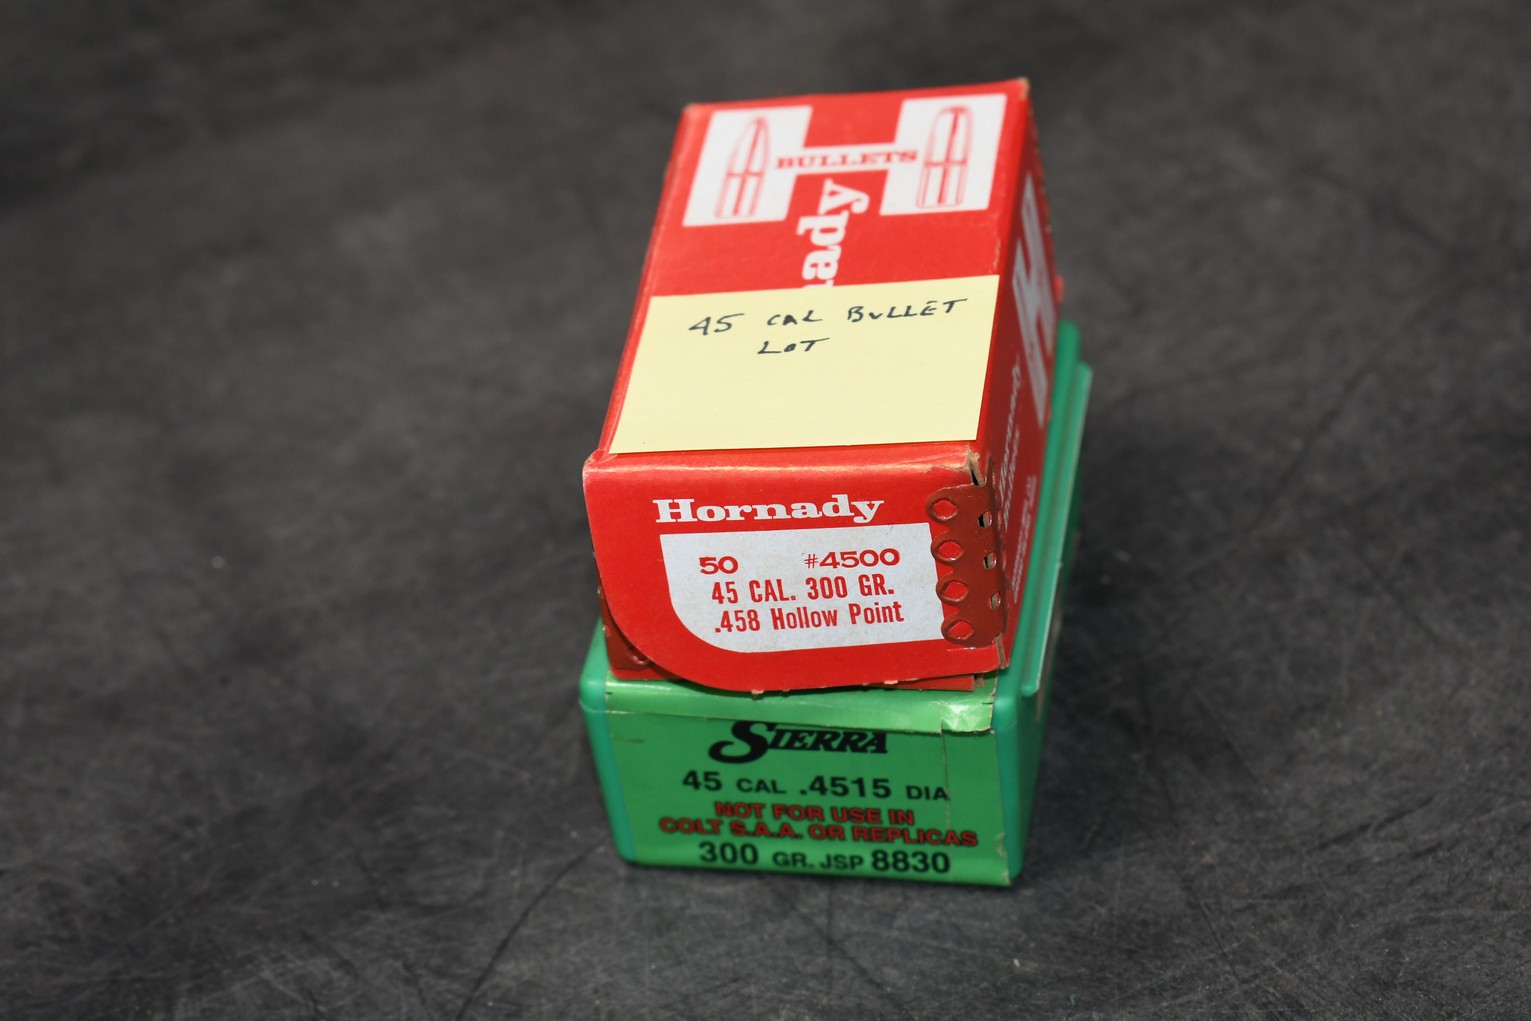 BULLETS
ady
45 CAL BULLET
LOT
Hornady
50 #4500
45 CAL. 300 GR.
.458 Hollow Point
Hornady
SIERRA
45 CAL .4515 DIA
NOT FOR USE IN
COLT S.A.A. OR REPLICAS
300 GR. JSP 8830